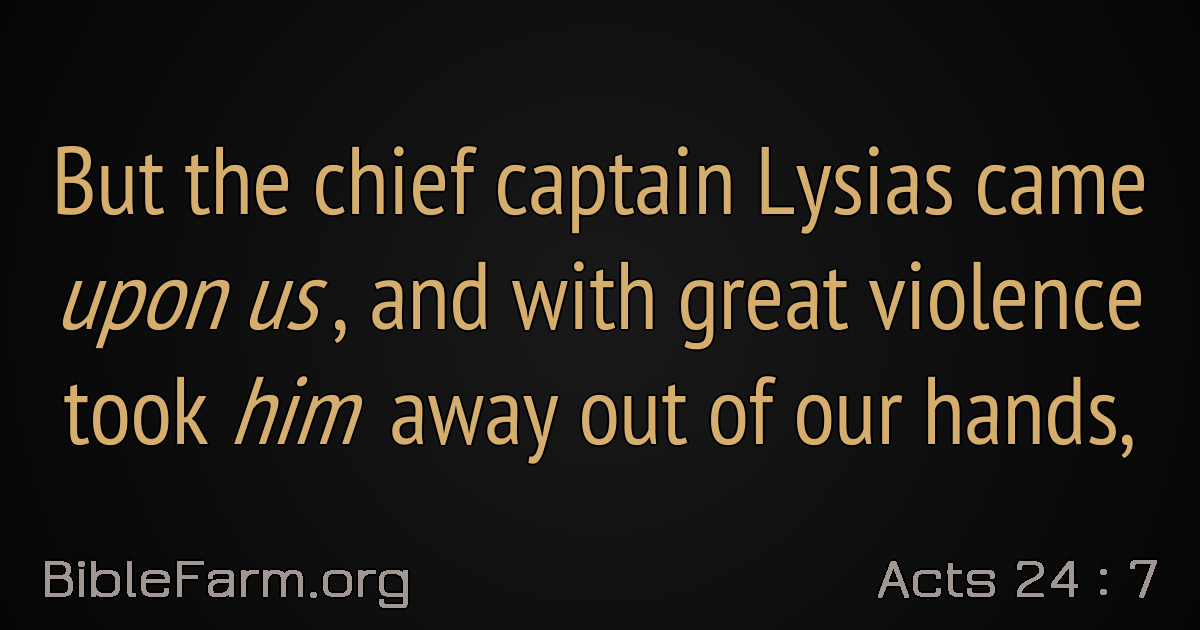 But the chief captain Lysias came
upon us, and with great violence
took him away out of our hands,
BibleFarm.org
Acts 24 : 7